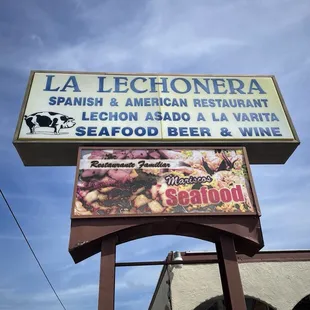 LA LECHONERA
SPANISH & AMERICAN RESTAURANT
LECHON ASADO A LA VARITA
SEAFOOD BEER & WINE
Restaurante Familiar
Mariscos
Seafood